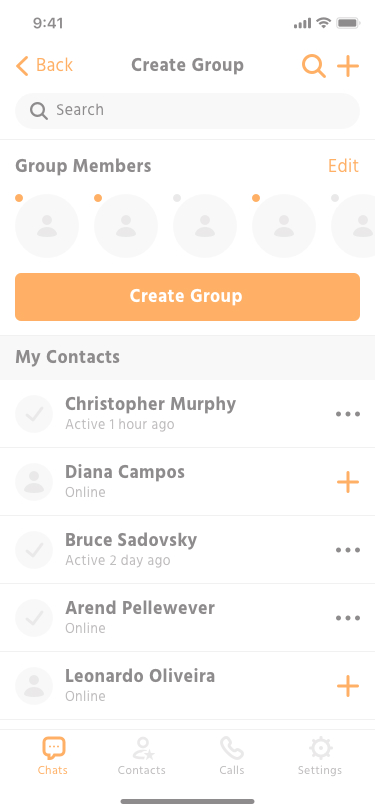 9:41
Back
Create Group
Search
Group Members
Edit
Create Group
My Contacts
Christopher Murphy
Active 1 hour ago
Diana Campos
Online
Bruce Sadovsky
Active 2 day ago
Arend Pellewever
Online
Leonardo Oliveira
Online
Chats
Contacts
Calls
Settings